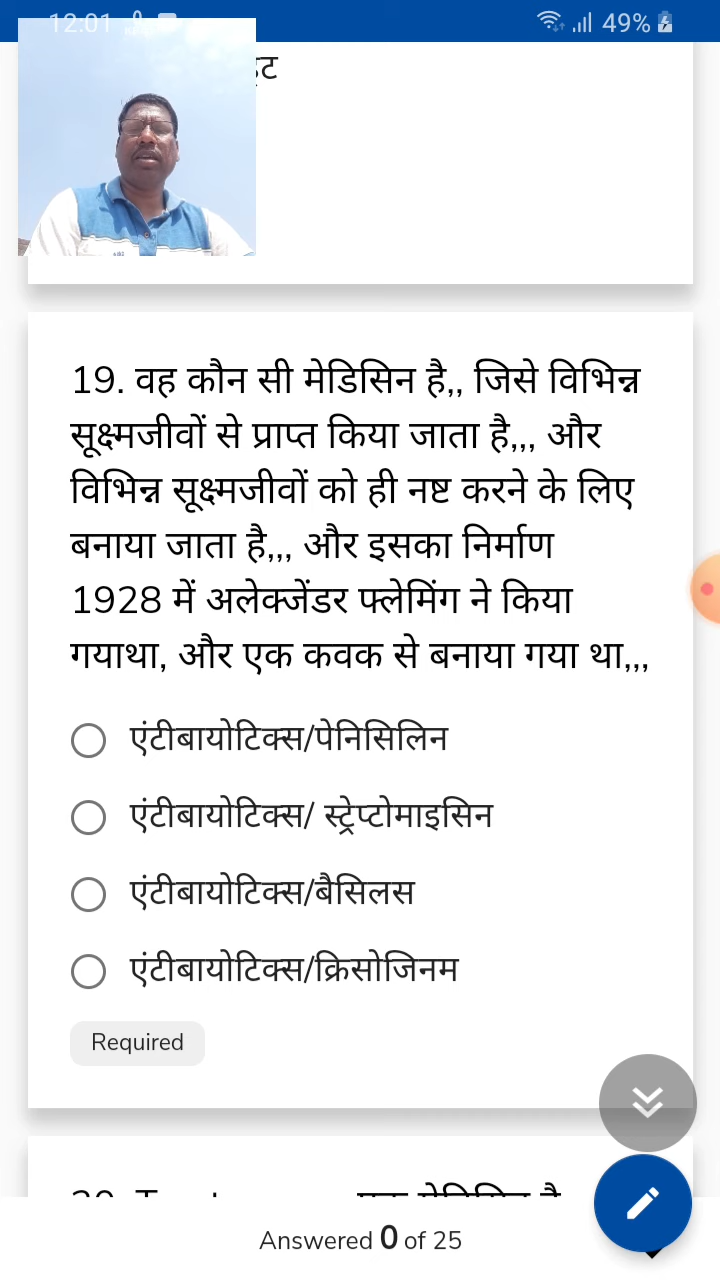 12:01
49%
19. वह कौन सी मेडिसिन है,, जिसे विभिन्न
सूक्ष्मजीवों से प्राप्त किया जाता है,,, और
विभिन्न सूक्ष्मजीवों को ही नष्ट करने के लिए
बनाया जाता है,,, और इसका निर्माण
1928 में अलेक्जेंडर फ्लेमिंग ने किया
गयाथा, और एक कवक से बनाया गया था,,,
एंटीबायोटिक्स/पेनिसिलिन
एंटीबायोटिक्स/ स्ट्रेप्टोमाइसिन
एंटीबायोटिक्स/बैसिलस
एंटीबायोटिक्स/क्रिसोजिनम
Required
Answered 0 of 25